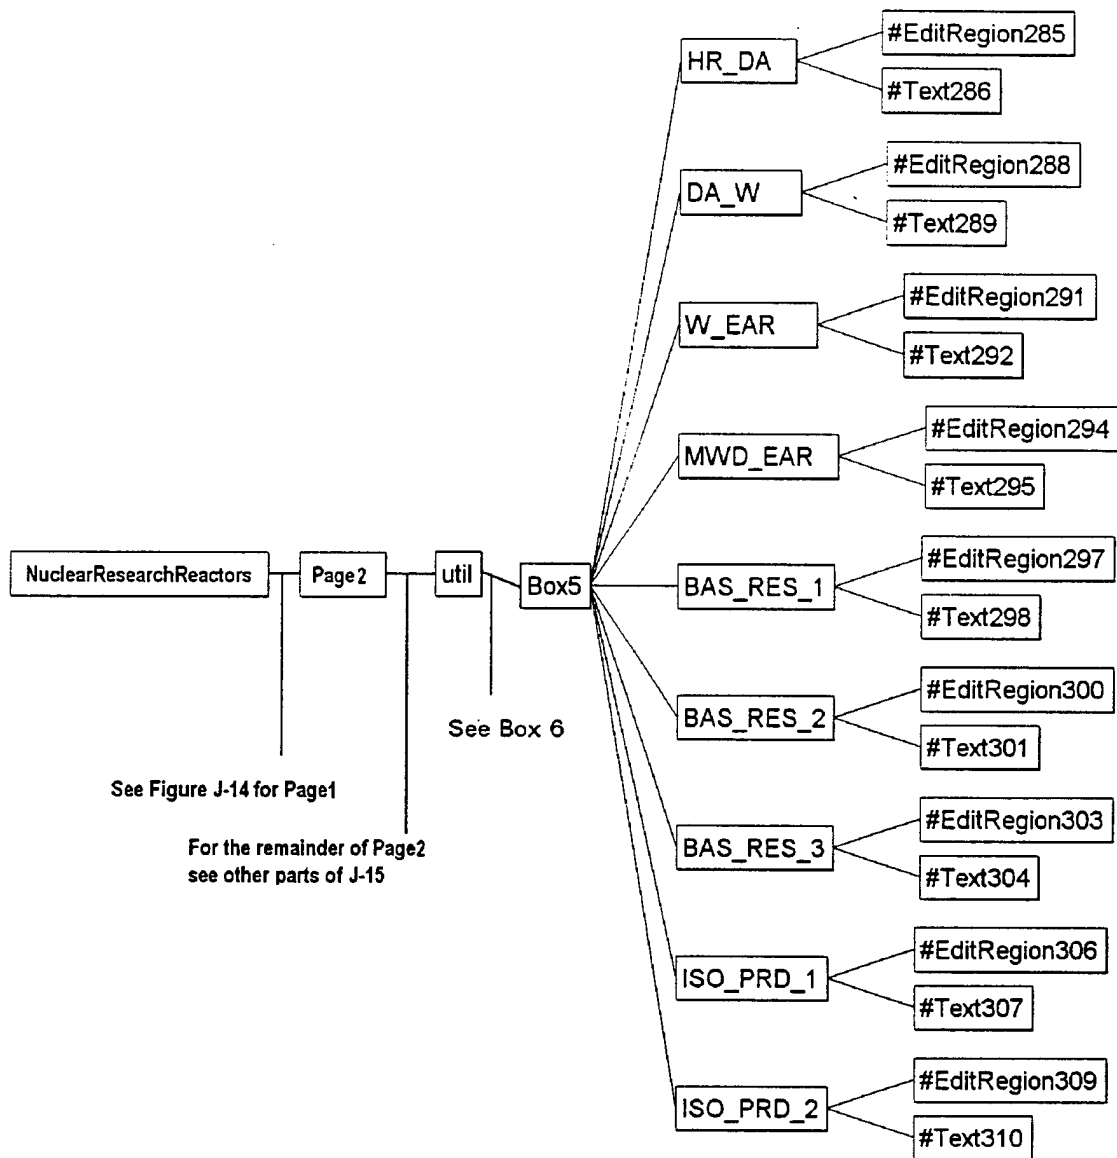 HR_DA
#EditRegion285
#Text286
DA_W
#EditRegion288
#Text289
W_EAR
#EditRegion291
#Text292
MWD_EAR
#EditRegion294
#Text295
NuclearResearchReactors
Page2
util
Box5
BAS_RES_1
#EditRegion297
#Text298
BAS_RES_2
#EditRegion300
#Text301
See Box 6
See Figure J-14 for Page1
For the remainder of Page2
see other parts of J-15
BAS_RES_3
#EditRegion303
#Text304
ISO_PRD_1
#EditRegion306
#Text307
ISO_PRD_2
#EditRegion309
#Text310